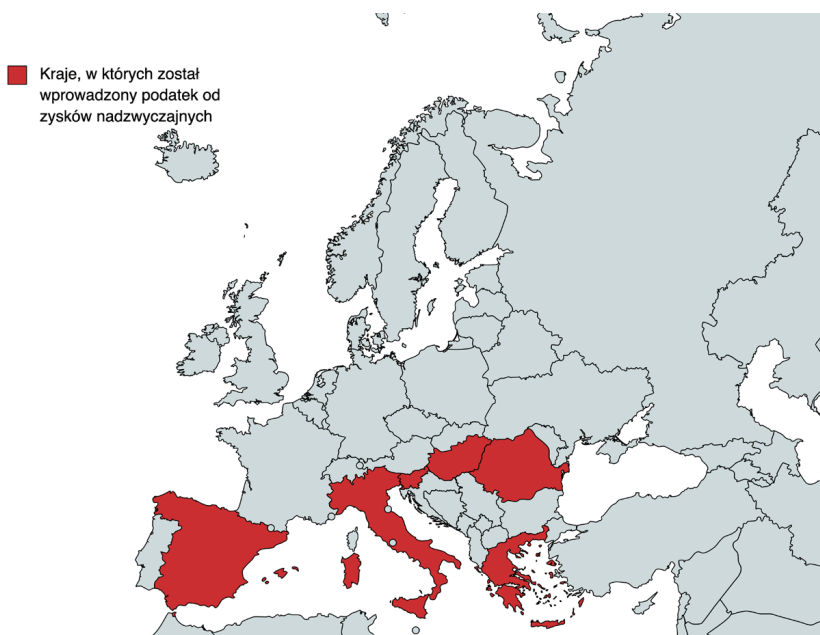 Kraje, w których został
wprowadzony podatek od
zysków nadzwyczajnych